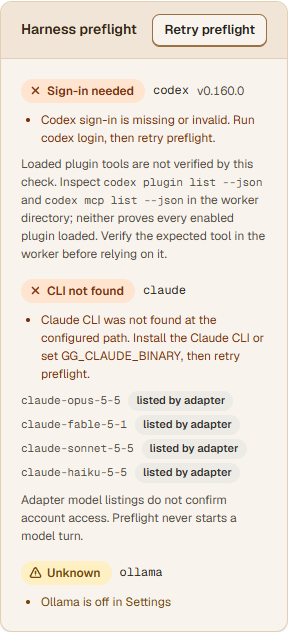 Harness preflight Retry preflight
× Sign-in needed codex v0.160.0
• Codex sign-in is missing or invalid. Run
codex login, then retry preflight.
Loaded plugin tools are not verified by this
check. Inspect codex plugin list --json
and codex mcp list --json in the worker
directory; neither proves every enabled
plugin loaded. Verify the expected tool in the
worker before relying on it.
× CLI not found claude
• Claude CLI was not found at the
configured path. Install the Claude CLI or
set GG_CLAUDE_BINARY, then retry
preflight.
claude-opus-5-5 listed by adapter
claude-fable-5-1 listed by adapter
claude-sonnet-5-5 listed by adapter
claude-haiku-5-5 listed by adapter
Adapter model listings do not confirm
account access. Preflight never starts a
model turn.
Unknown ollama
• Ollama is off in Settings